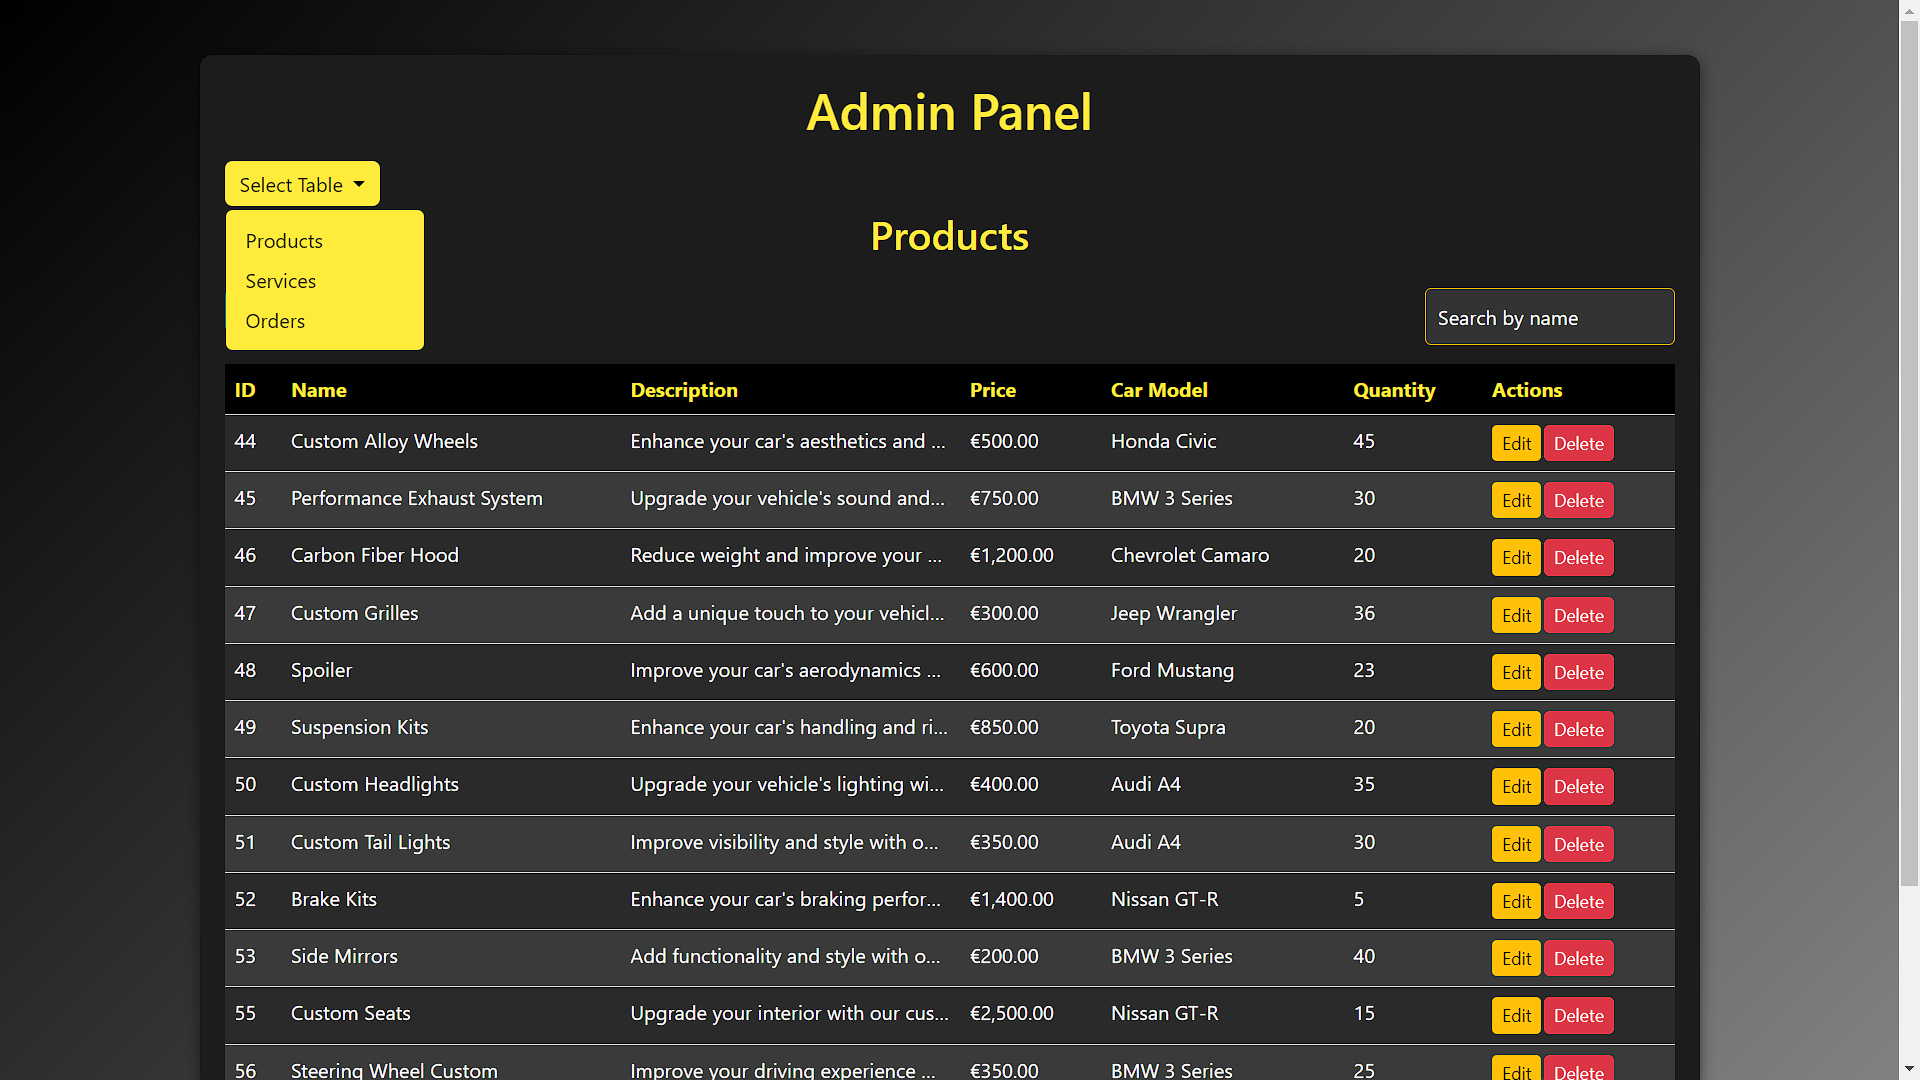 Admin Panel
Select Table
Products
Services
Orders
Products
Search by name
ID Name Description Price Car Model Quantity Actions
44 Custom Alloy Wheels Enhance your car's aesthetics and ... €500.00 Honda Civic 45 Edit Delete
45 Performance Exhaust System Upgrade your vehicle's sound and... €750.00 BMW 3 Series 30 Edit Delete
46 Carbon Fiber Hood Reduce weight and improve your ... €1,200.00 Chevrolet Camaro 20 Edit Delete
47 Custom Grilles Add a unique touch to your vehicl... €300.00 Jeep Wrangler 36 Edit Delete
48 Spoiler Improve your car's aerodynamics ... €600.00 Ford Mustang 23 Edit Delete
49 Suspension Kits Enhance your car's handling and ri... €850.00 Toyota Supra 20 Edit Delete
50 Custom Headlights Upgrade your vehicle's lighting wi... €400.00 Audi A4 35 Edit Delete
51 Custom Tail Lights Improve visibility and style with o... €350.00 Audi A4 30 Edit Delete
52 Brake Kits Enhance your car's braking perfor... €1,400.00 Nissan GT-R 5 Edit Delete
53 Side Mirrors Add functionality and style with o... €200.00 BMW 3 Series 40 Edit Delete
55 Custom Seats Upgrade your interior with our cus... €2,500.00 Nissan GT-R 15 Edit Delete
56 Steering Wheel Custom Improve your driving experience ... €350.00 BMW 3 Series 25 Edit Delete